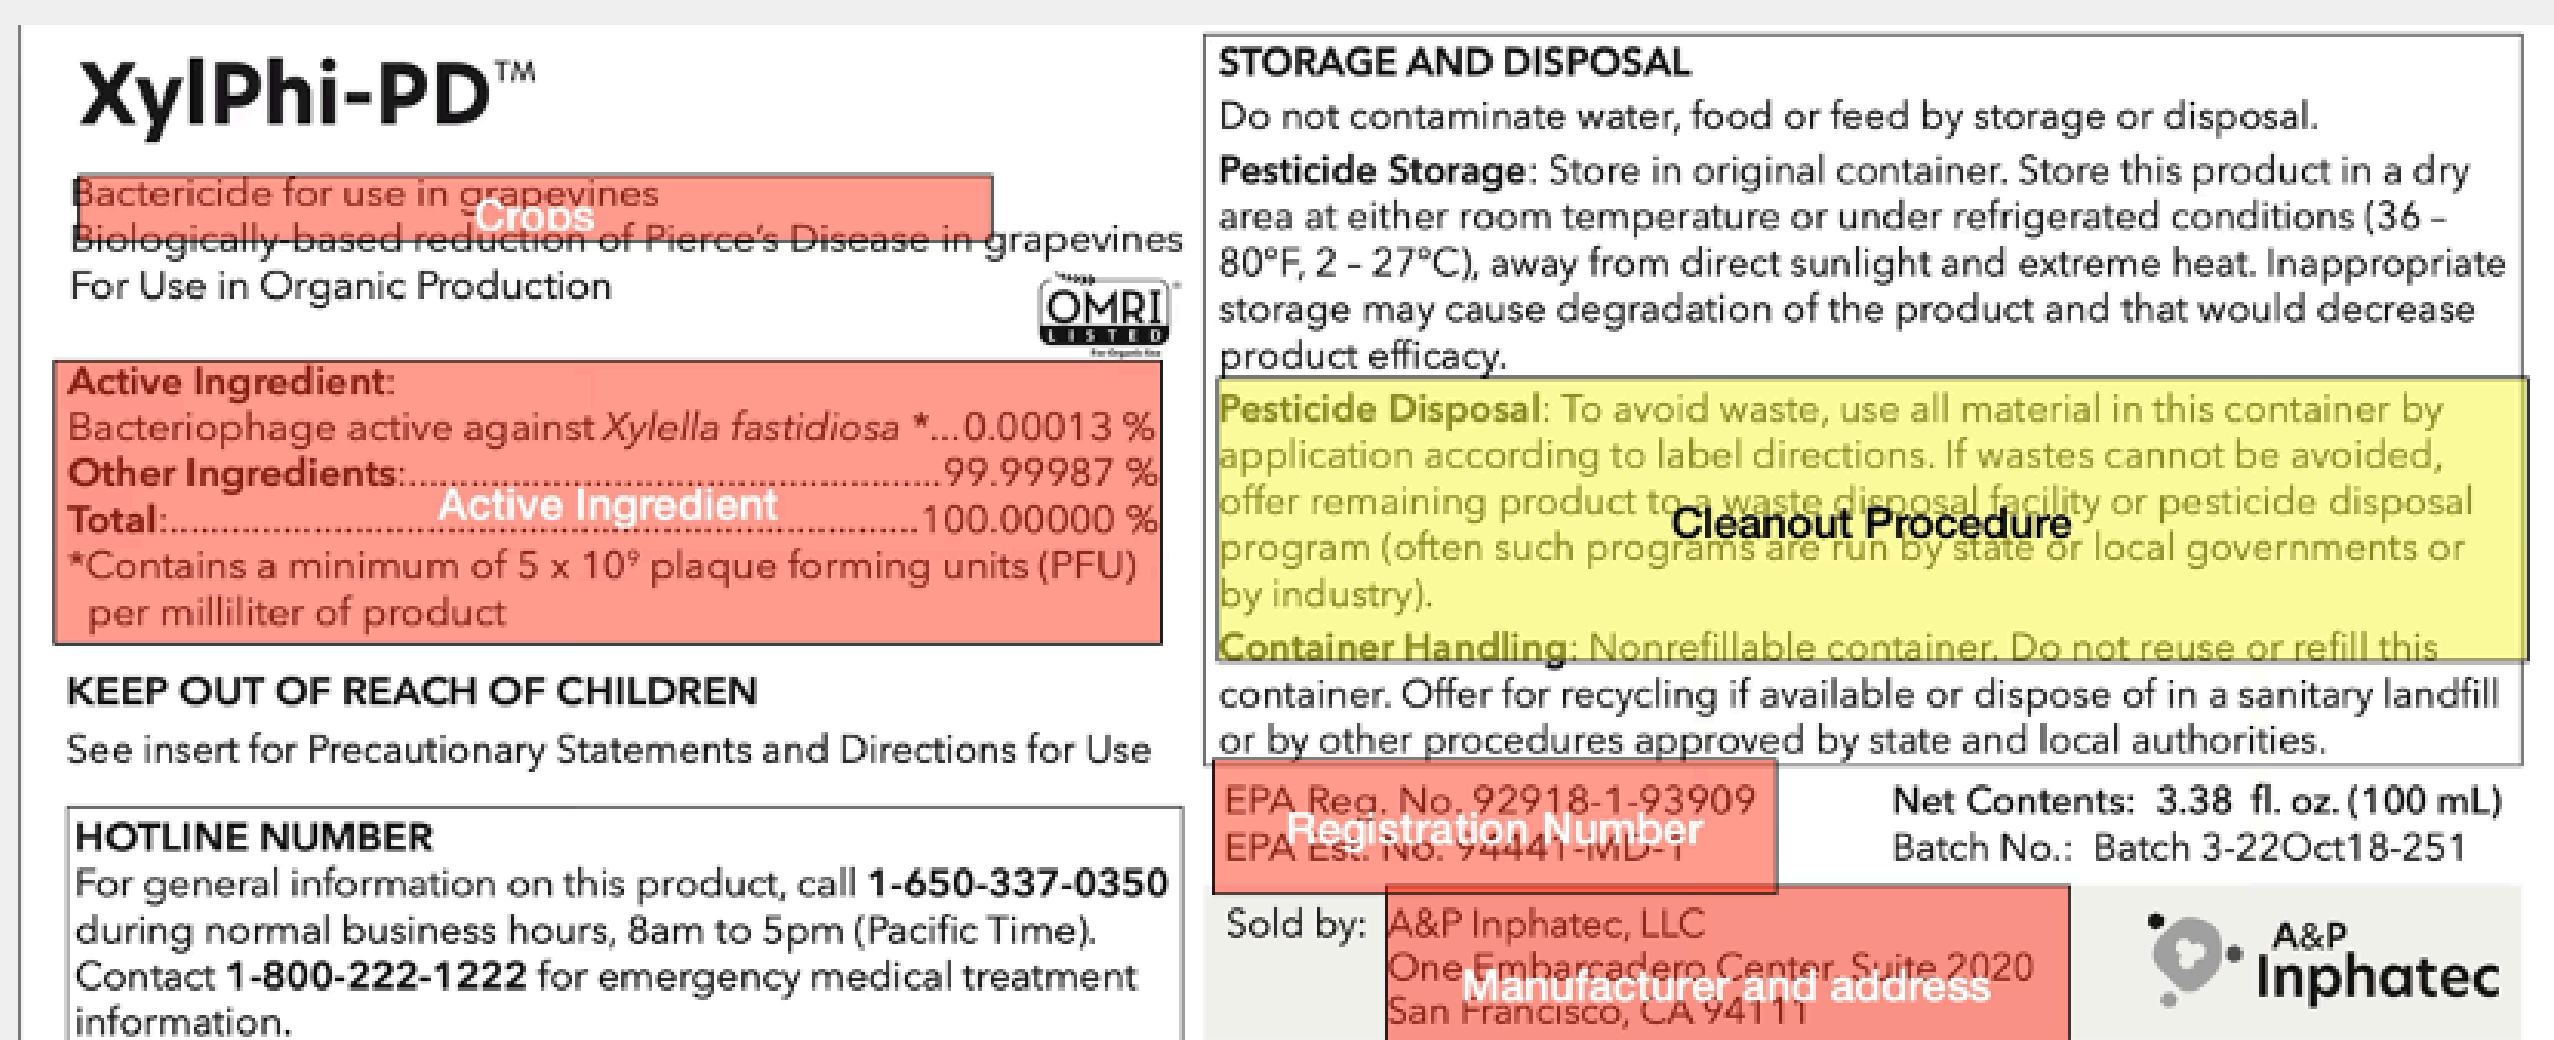 XylPhi-PD™
Bactericide for use in grapevines
Crops
Biologically-based reduction of Pierce's Disease in grapevines
For Use in Organic Production
OMRI
LISTED
For Organic Use
Active Ingredient:
Bacteriophage active against Xylella fastidiosa *...0.00013 %
Other Ingredients:..........................................................99.99987 %
Active Ingredient
Total:..................................................................................100.00000 %
*Contains a minimum of 5 x 10⁹ plaque forming units (PFU)
per milliliter of product
KEEP OUT OF REACH OF CHILDREN
See insert for Precautionary Statements and Directions for Use
HOTLINE NUMBER
For general information on this product, call 1-650-337-0350
during normal business hours, 8am to 5pm (Pacific Time).
Contact 1-800-222-1222 for emergency medical treatment
information.
STORAGE AND DISPOSAL
Do not contaminate water, food or feed by storage or disposal.
Pesticide Storage: Store in original container. Store this product in a dry
area at either room temperature or under refrigerated conditions (36 –
80°F, 2 – 27°C), away from direct sunlight and extreme heat. Inappropriate
storage may cause degradation of the product and that would decrease
product efficacy.
Pesticide Disposal: To avoid waste, use all material in this container by
application according to label directions. If wastes cannot be avoided,
offer remaining product to a waste disposal facility or pesticide disposal
Cleanout Procedure
program (often such programs are run by state or local governments or
by industry).
Container Handling: Nonrefillable container. Do not reuse or refill this
container. Offer for recycling if available or dispose of in a sanitary landfill
or by other procedures approved by state and local authorities.
EPA Reg. No. 92918-1-93909
Registration Number
EPA Est. No. 94441-MD-1
Net Contents: 3.38 fl. oz. (100 mL)
Batch No.: Batch 3-22Oct18-251
Sold by: A&P Inphatec, LLC
One Embarcadero Center, Suite 2020
Manufacturer and address
San Francisco, CA 94111
A&P
Inphatec